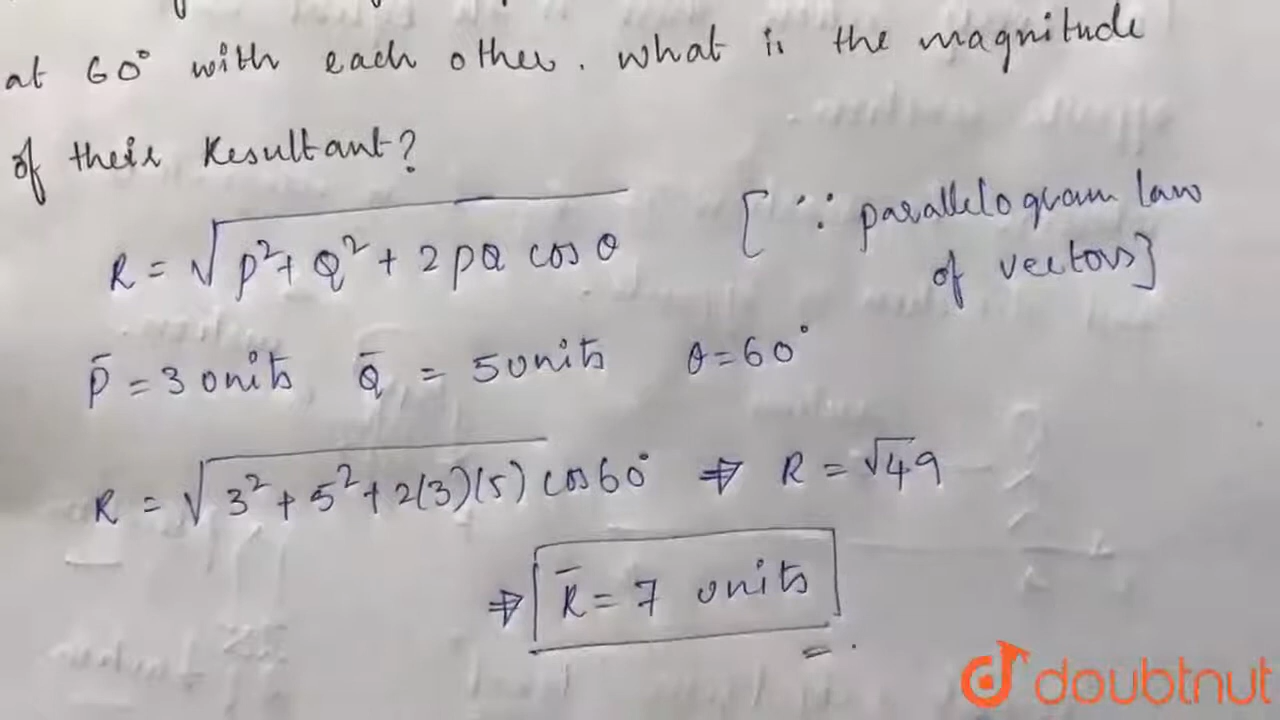 at 60° with each other. What is the magnitude
of their Resultant?
R = √P² + Q² + 2PQ cos θ [∵ parallelogram law
of vectors}
P̄ = 3 units Q̄ = 5 units θ = 60°
R = √3² + 5² + 2(3)(5) cos 60° ⇒ R = √49
⇒ R̄ = 7 units
doubtnut